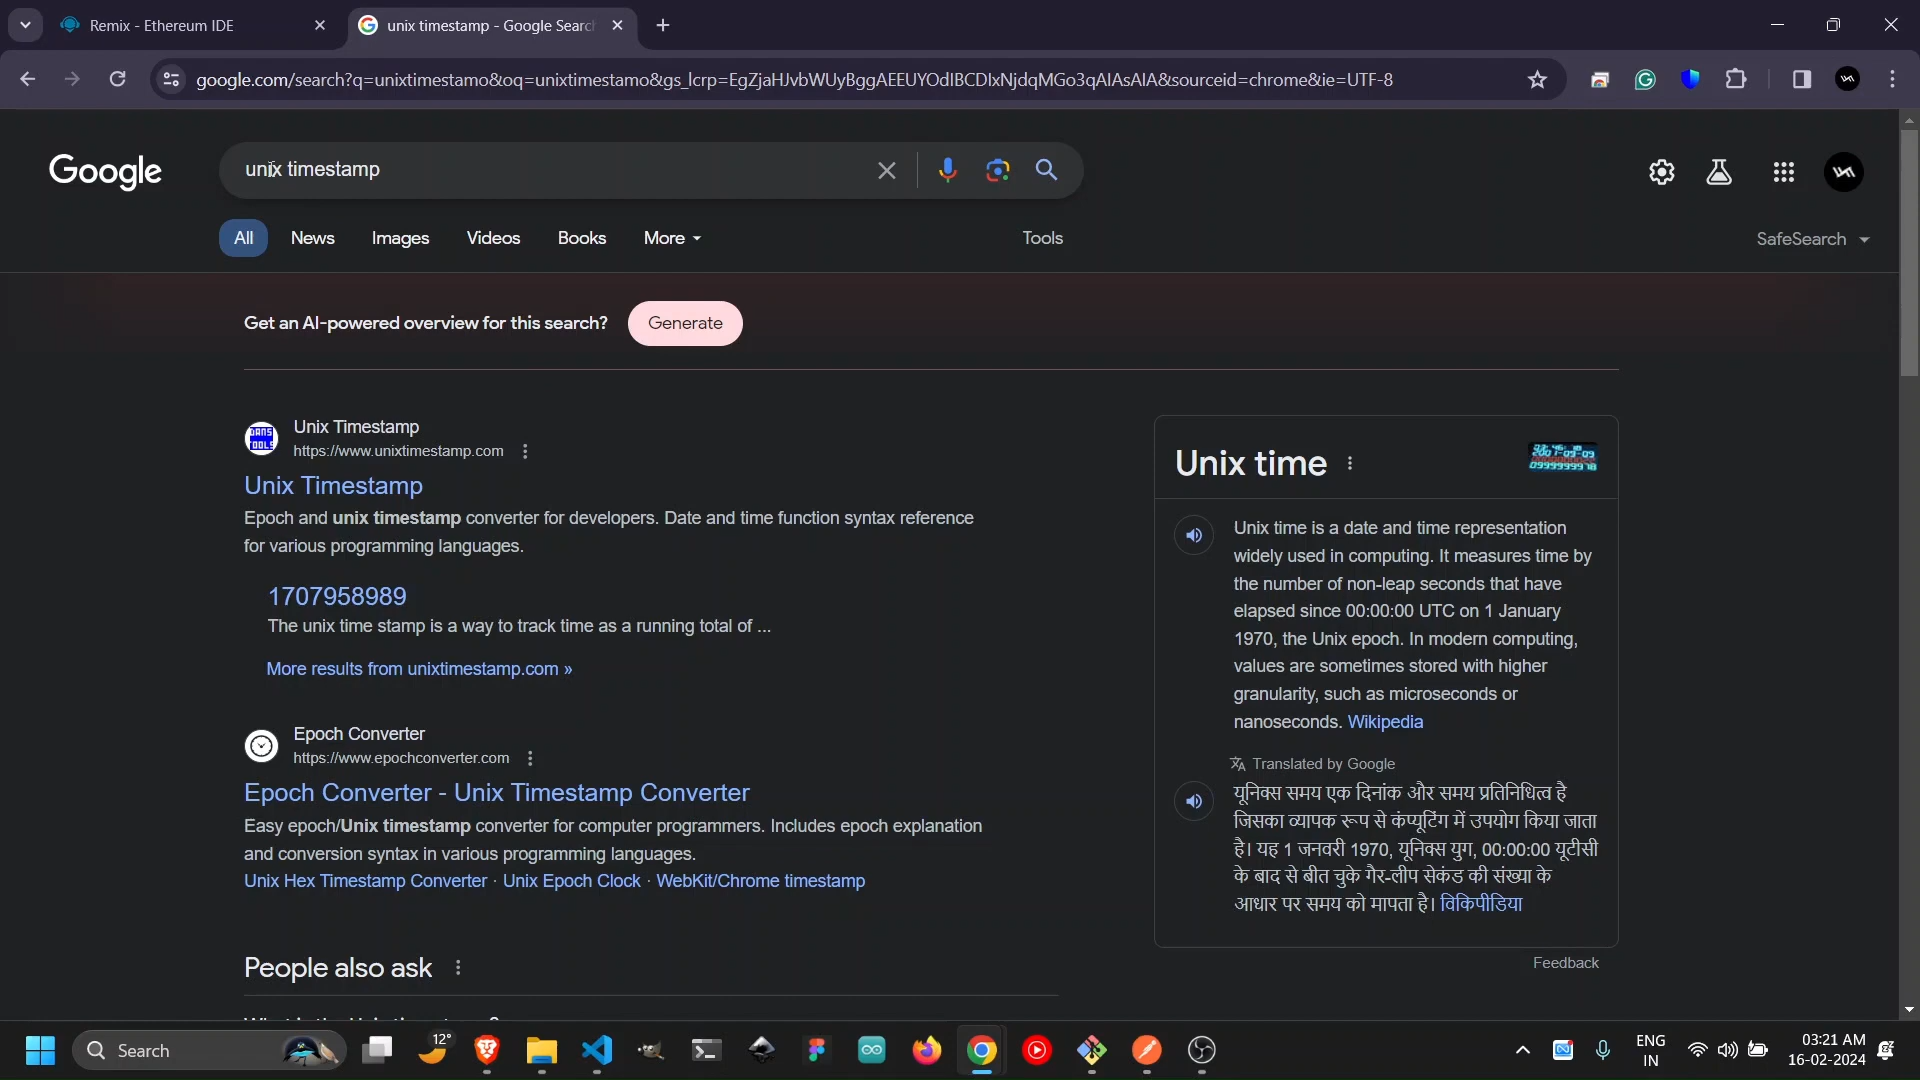 Remix - Ethereum IDE
unix timestamp - Google Searc
google.com/search?q=unixtimestamo&oq=unixtimestamo&gs_lcrp=EgZjaHJvbWUyBggAEEUYOdIBCDIxNjdqMGo3qAIAsAIA&sourceid=chrome&ie=UTF-8
Google
unix timestamp
All
News
Images
Videos
Books
More
Tools
SafeSearch
Get an AI-powered overview for this search?
Generate
Unix Timestamp
https://www.unixtimestamp.com
Unix Timestamp
Epoch and unix timestamp converter for developers. Date and time function syntax reference
for various programming languages.
1707958989
The unix time stamp is a way to track time as a running total of ...
More results from unixtimestamp.com »
Epoch Converter
https://www.epochconverter.com
Epoch Converter - Unix Timestamp Converter
Easy epoch/Unix timestamp converter for computer programmers. Includes epoch explanation
and conversion syntax in various programming languages.
Unix Hex Timestamp Converter · Unix Epoch Clock · WebKit/Chrome timestamp
People also ask
Unix time
Unix time is a date and time representation
widely used in computing. It measures time by
the number of non-leap seconds that have
elapsed since 00:00:00 UTC on 1 January
1970, the Unix epoch. In modern computing,
values are sometimes stored with higher
granularity, such as microseconds or
nanoseconds. Wikipedia
Translated by Google
यूनिक्स समय एक दिनांक और समय प्रतिनिधित्व है
जिसका व्यापक रूप से कंप्यूटिंग में उपयोग किया जाता
है। यह 1 जनवरी 1970, यूनिक्स युग, 00:00:00 यूटीसी
के बाद से बीत चुके गैर-लीप सेकंड की संख्या के
आधार पर समय को मापता है। विकिपीडिया
Feedback
Search
12°
ENG
IN
03:21 AM
16-02-2024